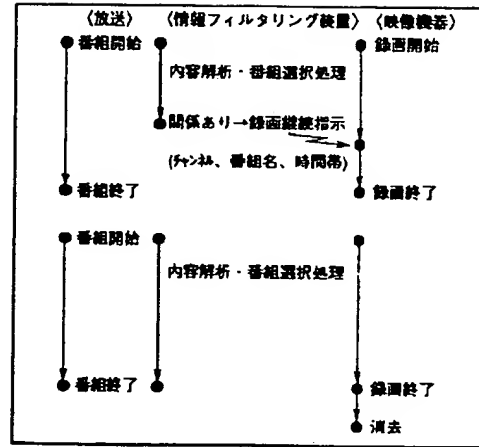 〈放送〉 〈情報フィルタリング装置〉 〈映像機器〉
番組開始 録画開始
内容解析・番組選択処理
関係あり→録画継続指示
(チャンネル、番組名、時間帯)
番組終了 録画終了
番組開始
内容解析・番組選択処理
番組終了 録画終了
消去